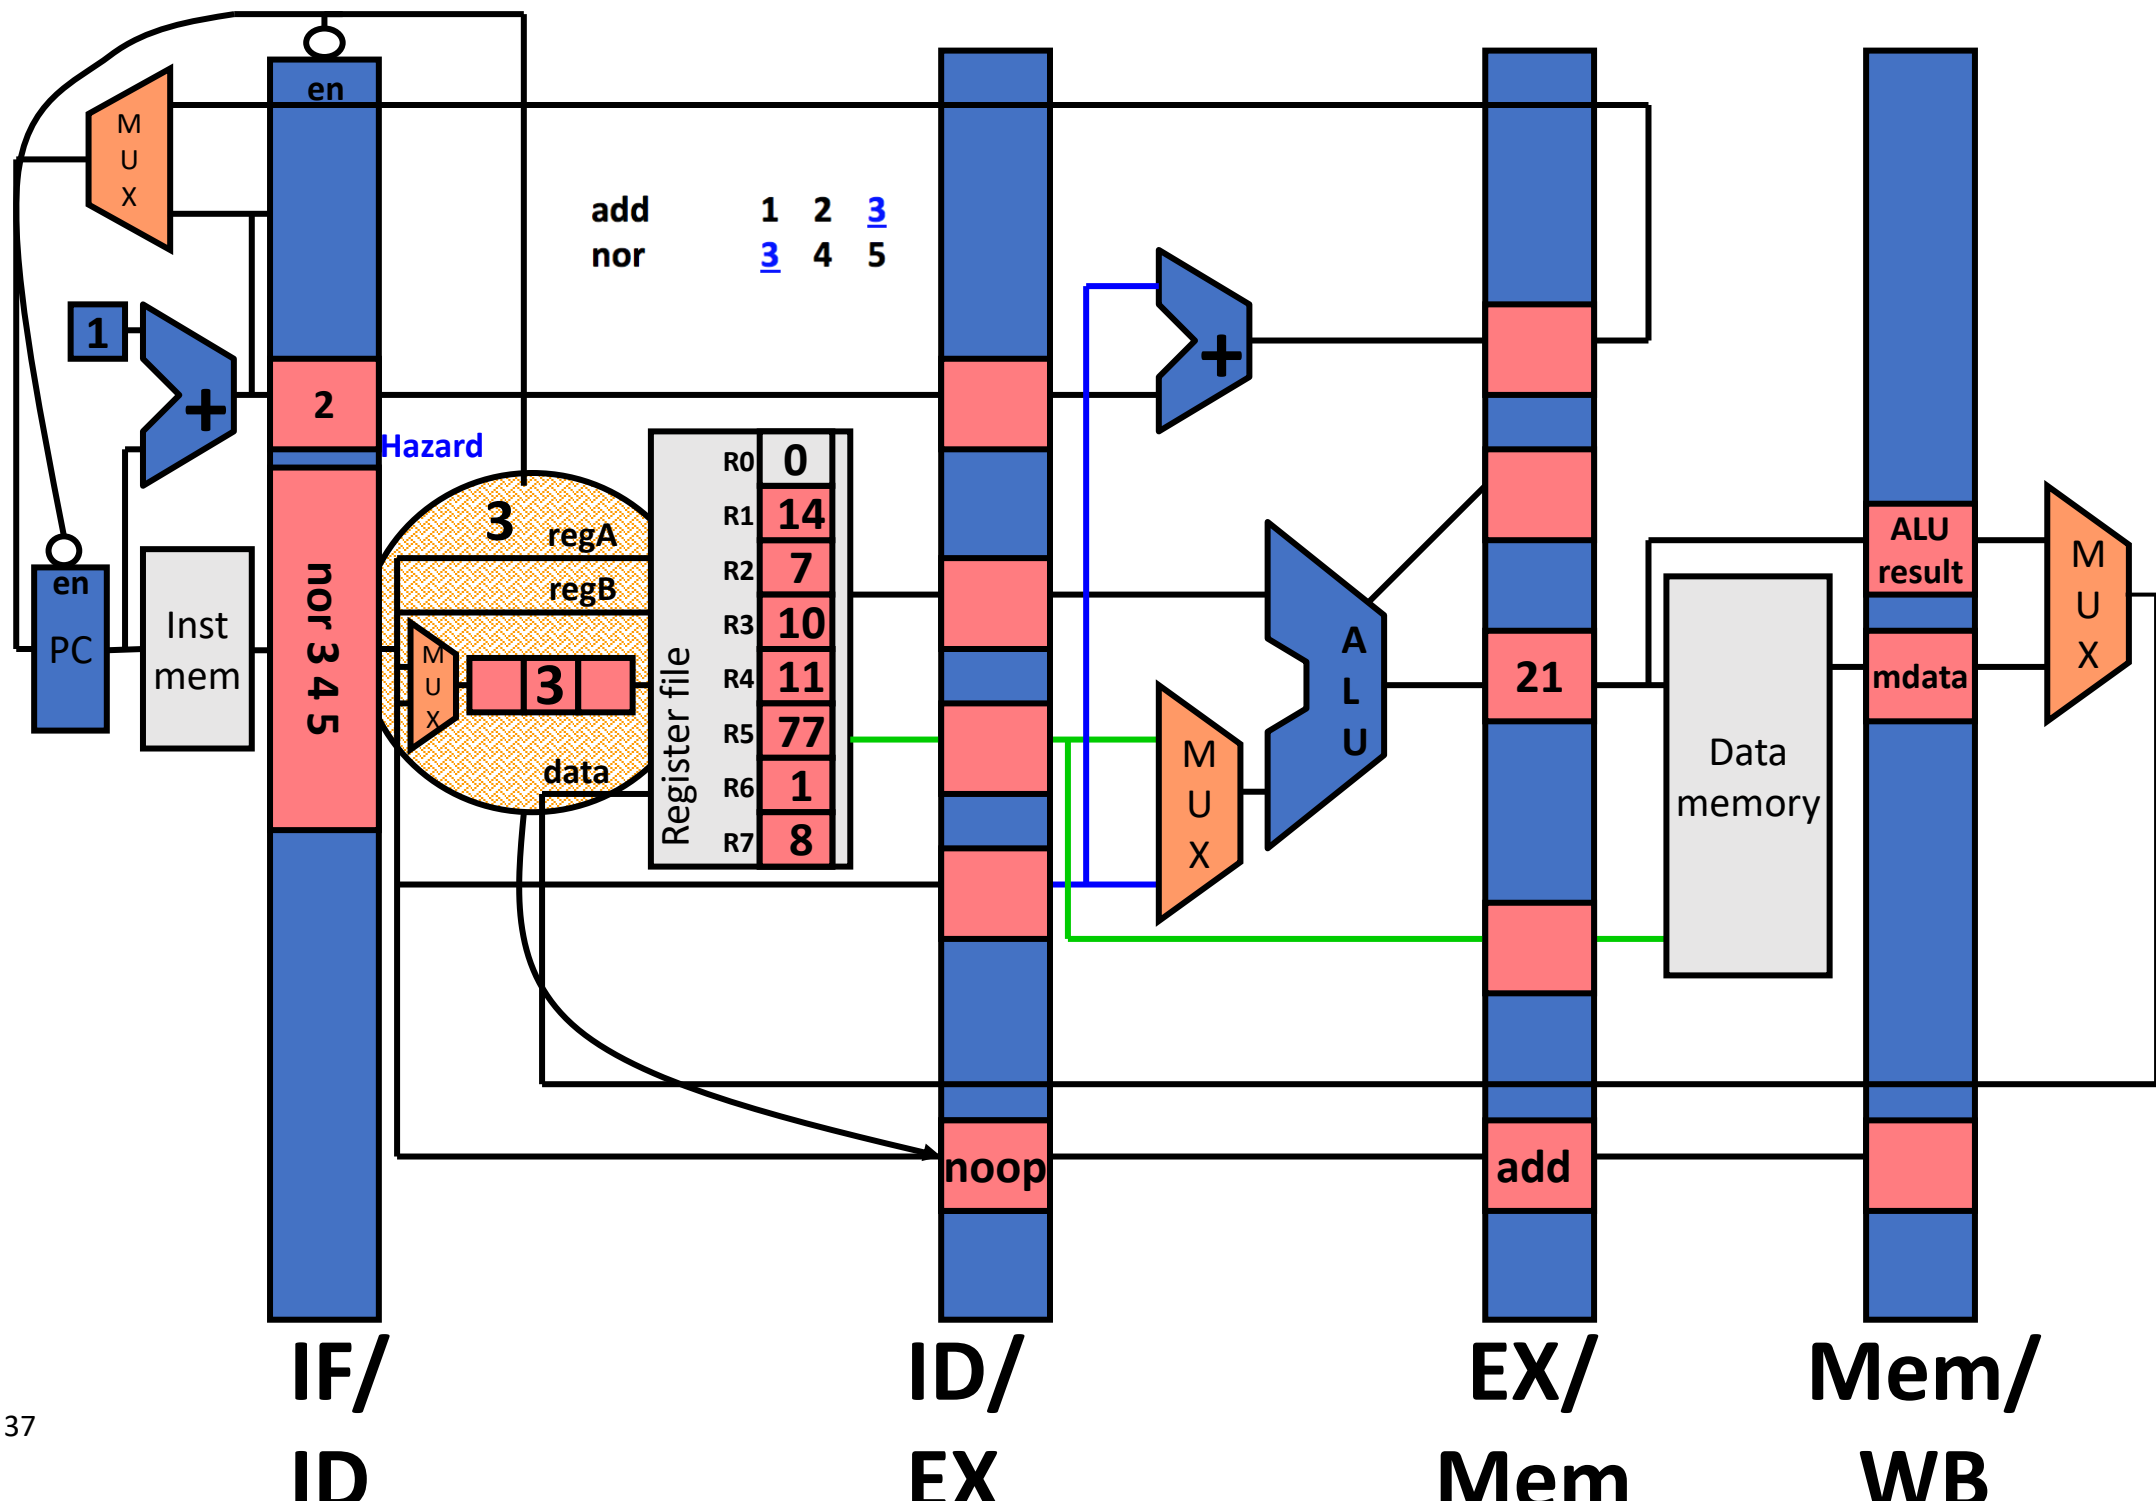 en
M
U
X
add 1 2 3
nor 3 4 5
1
+
+
2
Hazard
R0 0
R1 14
R2 7
R3 10
R4 11
R5 77
R6 1
R7 8
Register file
3
regA
regB
M
U
X
3
data
en
PC
Inst
mem
nor 3 4 5
A
L
U
M
U
X
21
Data
memory
ALU
result
mdata
M
U
X
noop
add
IF/
ID
ID/
EX
EX/
Mem
Mem/
WB
37